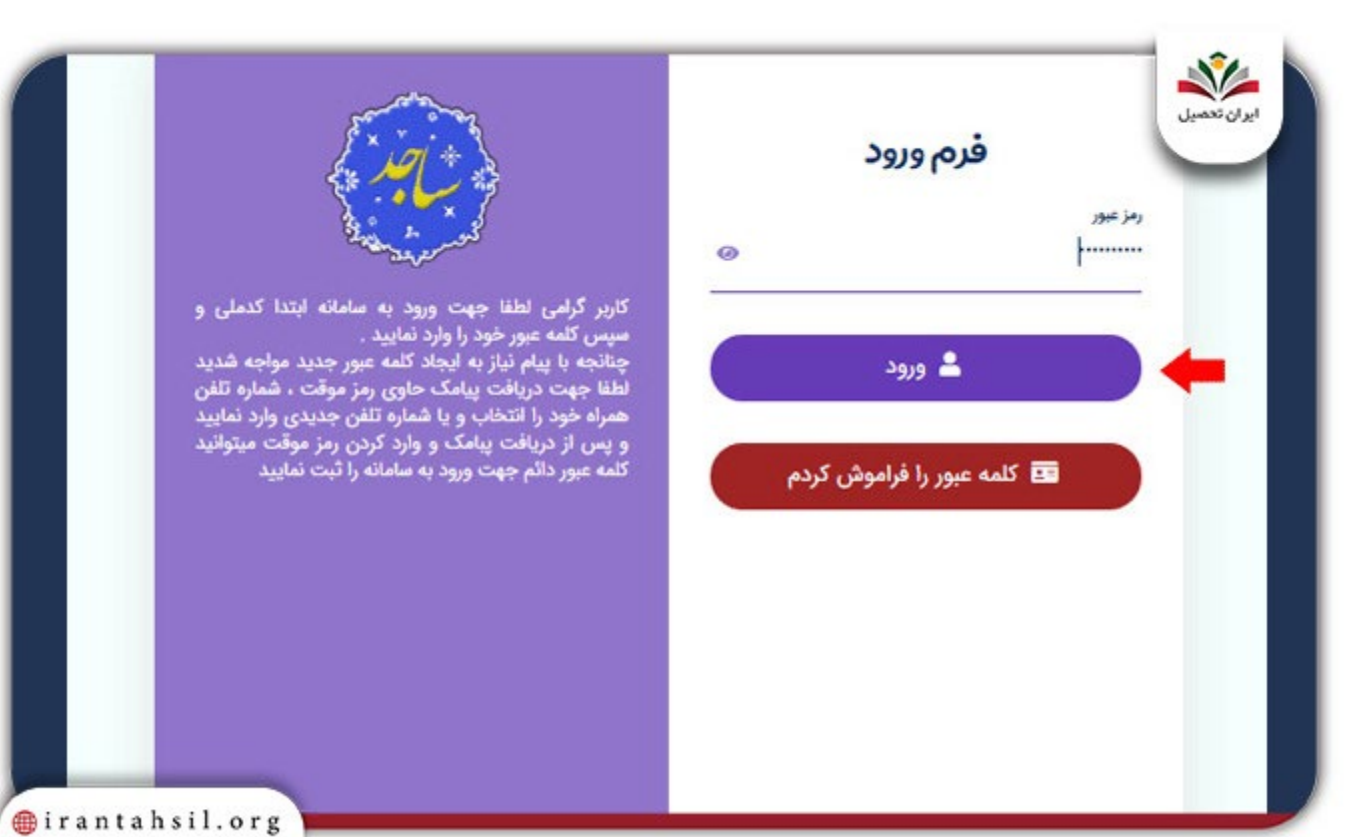 ایران تحصیل
فرم ورود
رمز عبور
··········
ورود
کلمه عبور را فراموش کردم
ساجد
کاربر گرامی لطفا جهت ورود به سامانه ابتدا کدملی و
سپس کلمه عبور خود را وارد نمایید .
چنانجه با پیام نیاز به ایجاد کلمه عبور جدید مواجه شدید
لطفا جهت دریافت پیامک حاوی رمز موقت ، شماره تلفن
همراه خود را انتخاب و یا شماره تلفن جدیدی وارد نمایید
و پس از دریافت پیامک و وارد کردن رمز موقت میتوانید
کلمه عبور دائم جهت ورود به سامانه را ثبت نمایید
irantahsil.org